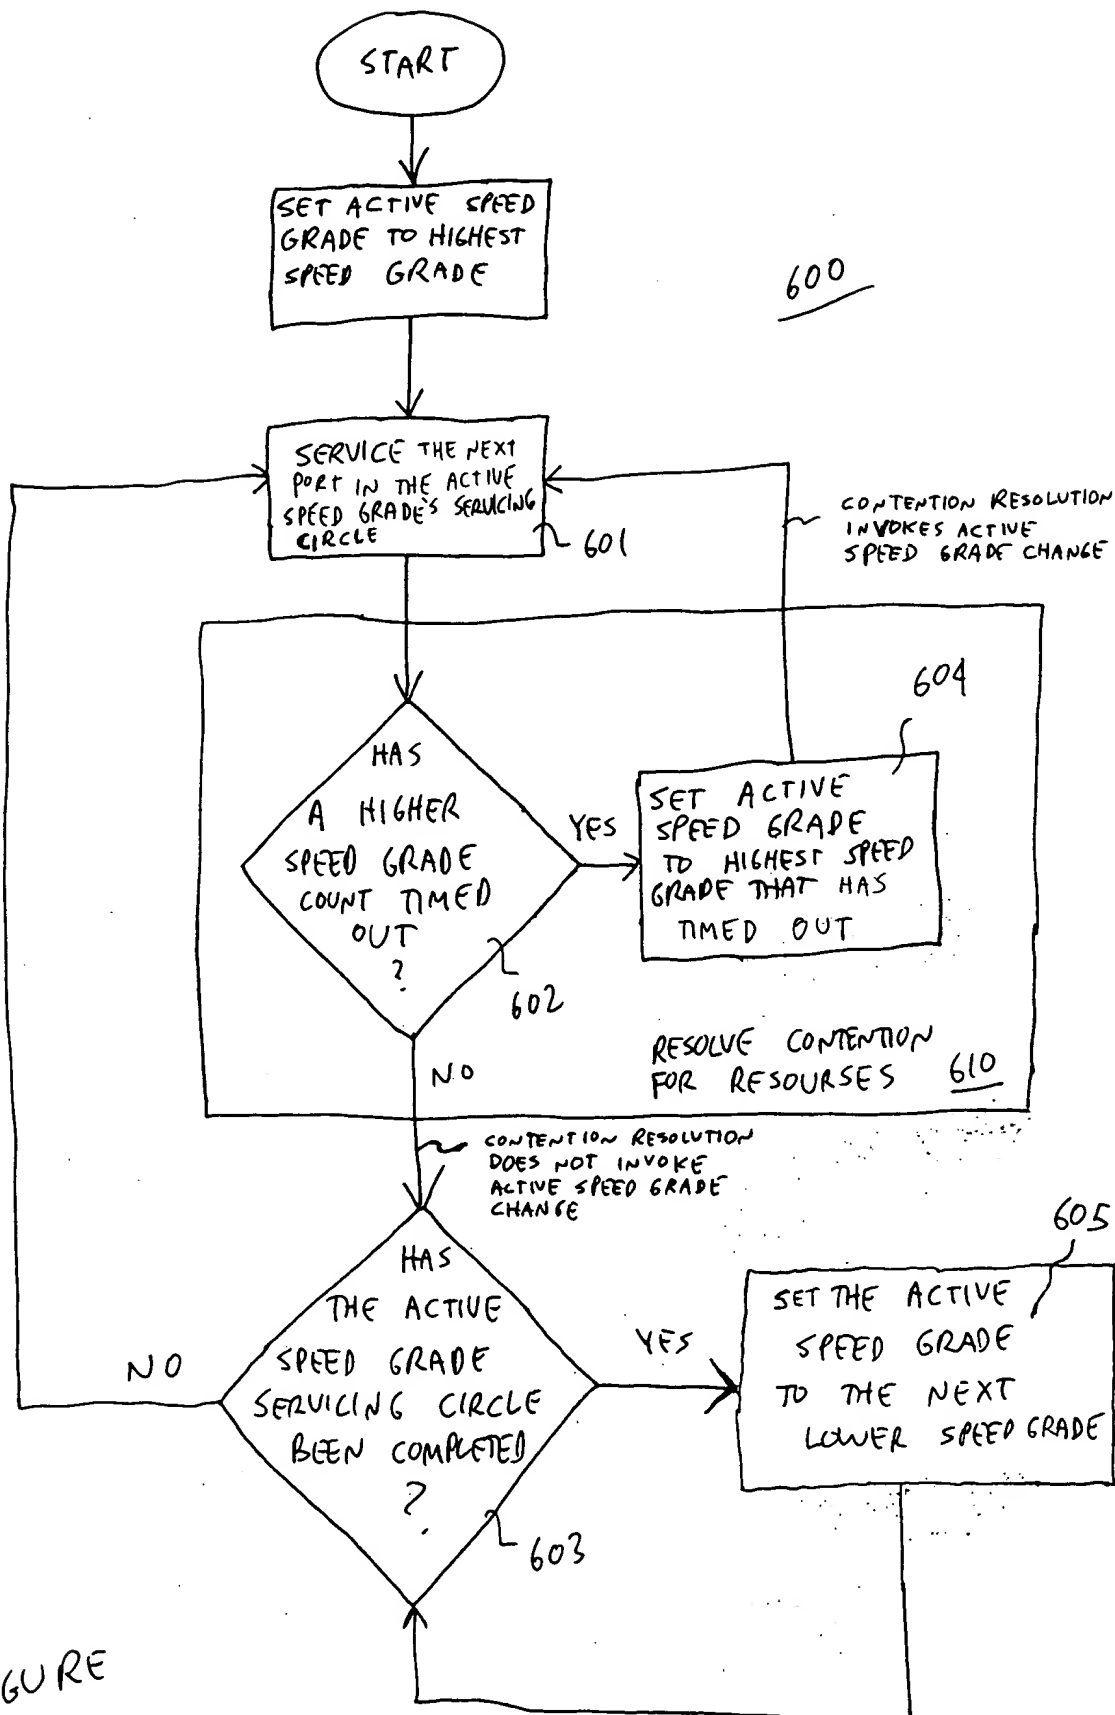 START
SET ACTIVE SPEED
GRADE TO HIGHEST
SPEED GRADE
600
SERVICE THE NEXT
PORT IN THE ACTIVE
SPEED GRADE'S SERVICING
CIRCLE
601
CONTENTION RESOLUTION
INVOKES ACTIVE
SPEED GRADE CHANGE
604
HAS
A HIGHER
SPEED GRADE
COUNT TIMED
OUT
?
602
YES
SET ACTIVE
SPEED GRADE
TO HIGHEST SPEED
GRADE THAT HAS
TIMED OUT
RESOLVE CONTENTION
FOR RESOURSES 610
NO
CONTENTION RESOLUTION
DOES NOT INVOKE
ACTIVE SPEED GRADE
CHANGE
605
HAS
THE ACTIVE
SPEED GRADE
SERVICING CIRCLE
BEEN COMPLETED
?
603
NO
YES
SET THE ACTIVE
SPEED GRADE
TO THE NEXT
LOWER SPEED GRADE
GURE